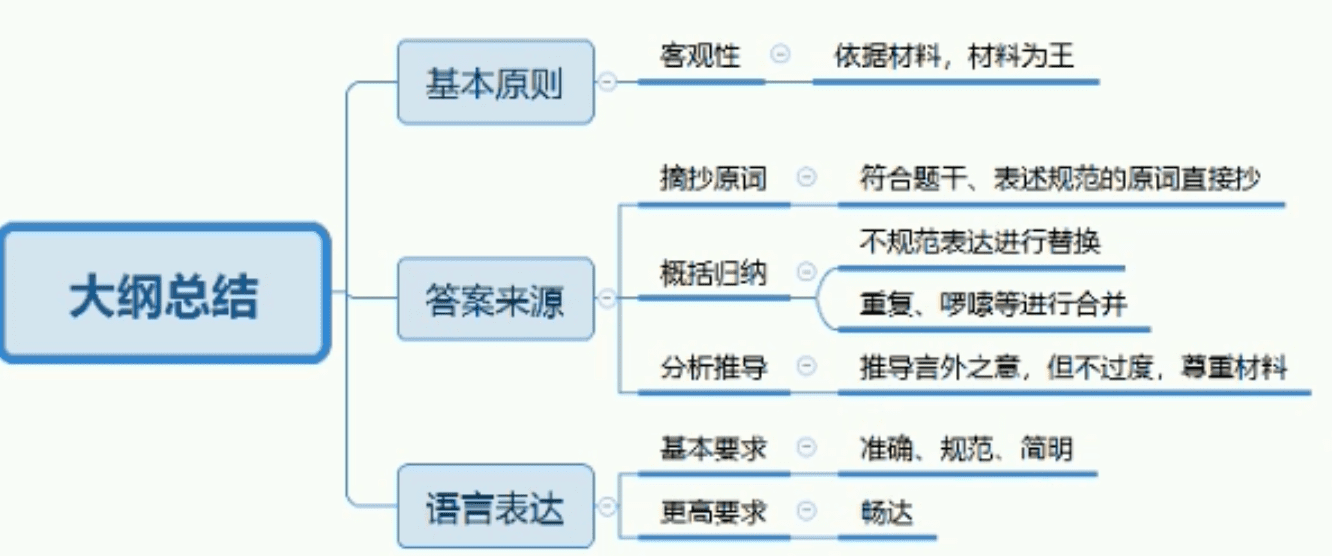 大纲总结
基本原则
客观性
依据材料，材料为王
答案来源
摘抄原词
符合题干、表述规范的原词直接抄
概括归纳
不规范表达进行替换
重复、啰嗦等进行合并
分析推导
推导言外之意，但不过度，尊重材料
语言表达
基本要求
准确、规范、简明
更高要求
畅达